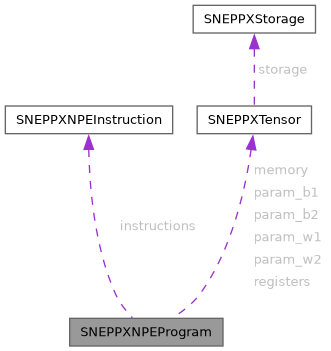 SNEPPXStorage
storage
SNEPPXNPEInstruction
SNEPPXTensor
memory
param_b1
param_b2
param_w1
param_w2
registers
instructions
SNEPPXNPEProgram